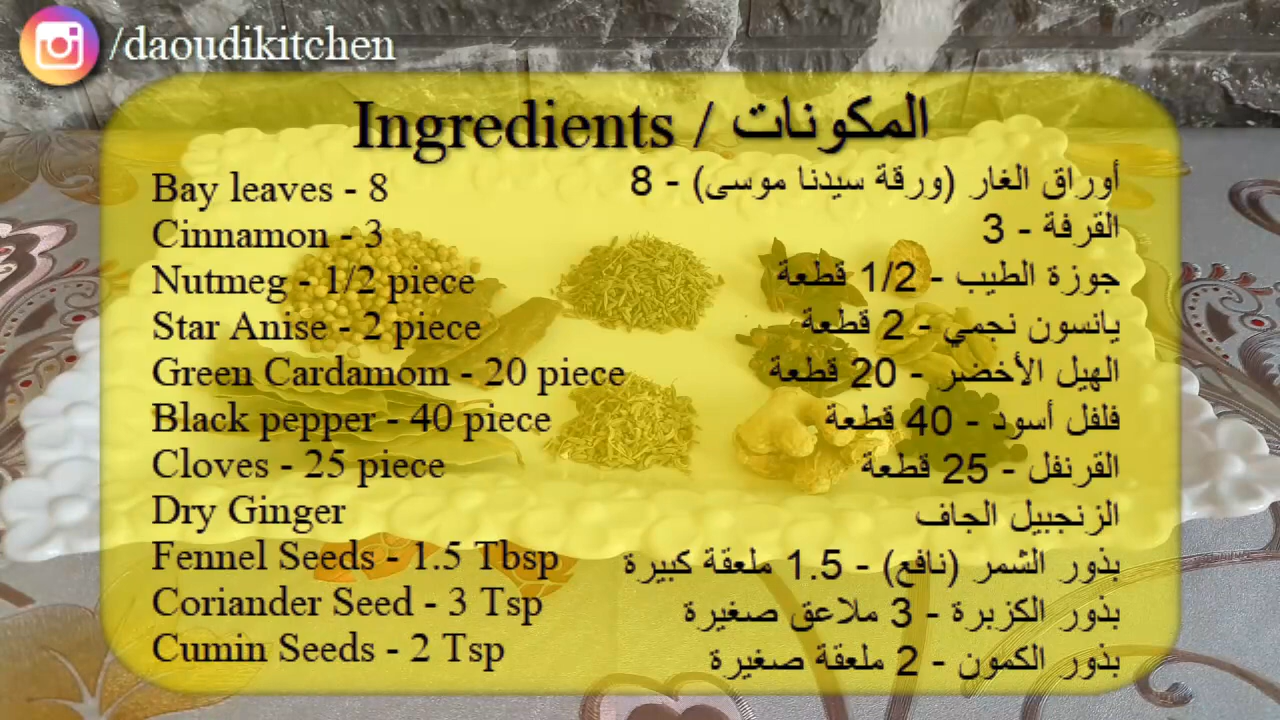 /daoudikitchen
Ingredients / المكونات
Bay leaves - 8
أوراق الغار (ورقة سيدنا موسى) - 8
Cinnamon - 3
القرفة - 3
Nutmeg - 1/2 piece
جوزة الطيب - 1/2 قطعة
Star Anise - 2 piece
يانسون نجمي - 2 قطعة
Green Cardamom - 20 piece
الهيل الأخضر - 20 قطعة
Black pepper - 40 piece
فلفل أسود - 40 قطعة
Cloves - 25 piece
القرنفل - 25 قطعة
Dry Ginger
الزنجبيل الجاف
Fennel Seeds - 1.5 Tbsp
بذور الشمر (نافع) - 1.5 ملعقة كبيرة
Coriander Seed - 3 Tsp
بذور الكزبرة - 3 ملاعق صغيرة
Cumin Seeds - 2 Tsp
بذور الكمون - 2 ملعقة صغيرة